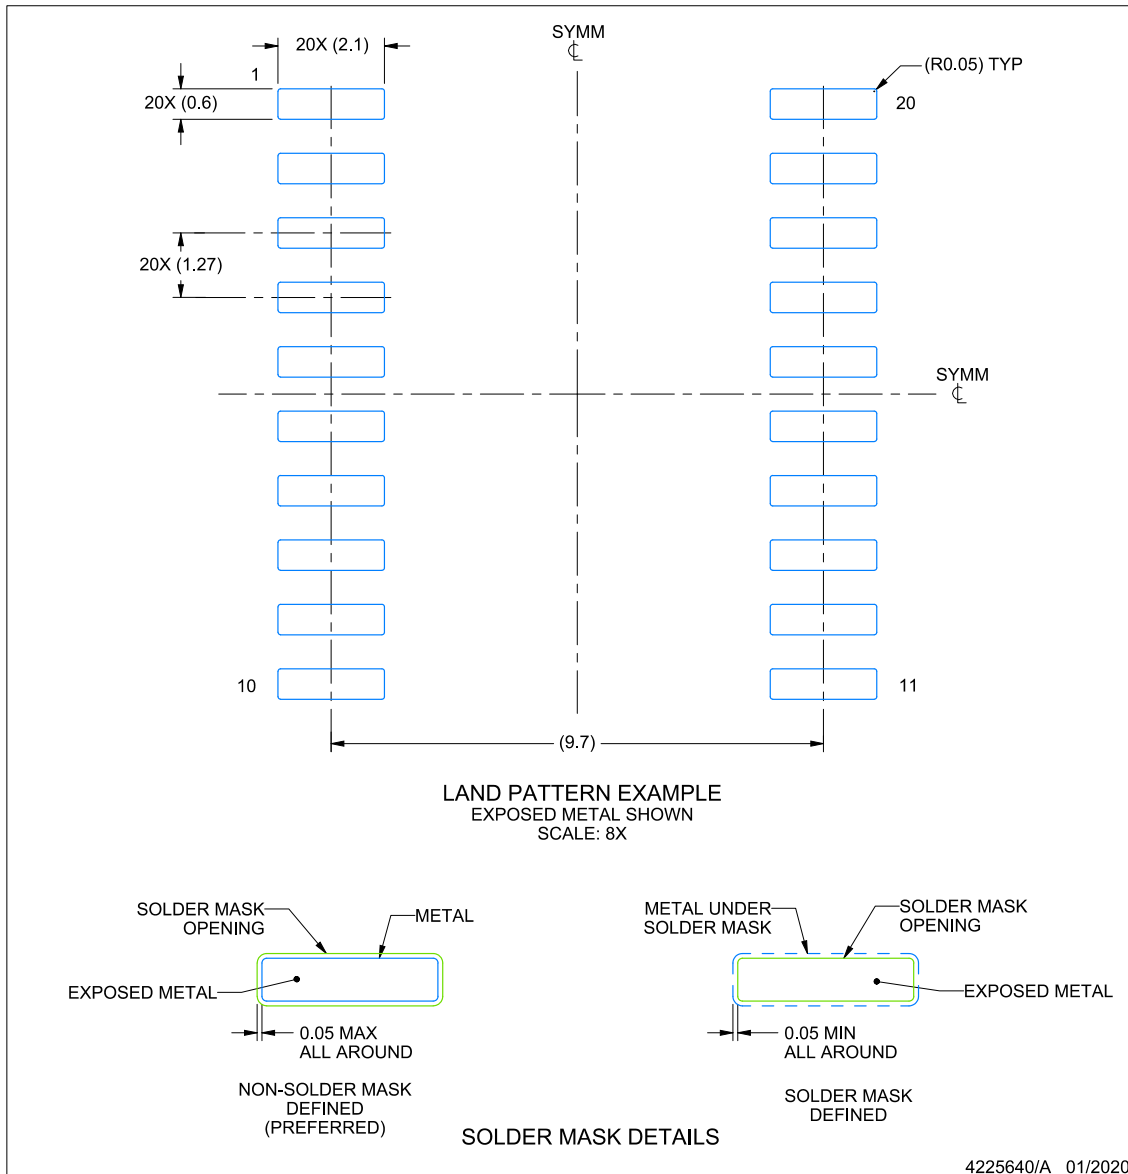 SYMM
℄
20X (2.1)
(R0.05) TYP
1
20X (0.6)
20
20X (1.27)
SYMM
℄
10
11
(9.7)
LAND PATTERN EXAMPLE
EXPOSED METAL SHOWN
SCALE: 8X
SOLDER MASK
OPENING
METAL
EXPOSED METAL
0.05 MAX
ALL AROUND
NON-SOLDER MASK
DEFINED
(PREFERRED)
METAL UNDER
SOLDER MASK
SOLDER MASK
OPENING
EXPOSED METAL
0.05 MIN
ALL AROUND
SOLDER MASK
DEFINED
SOLDER MASK DETAILS
4225640/A 01/2020